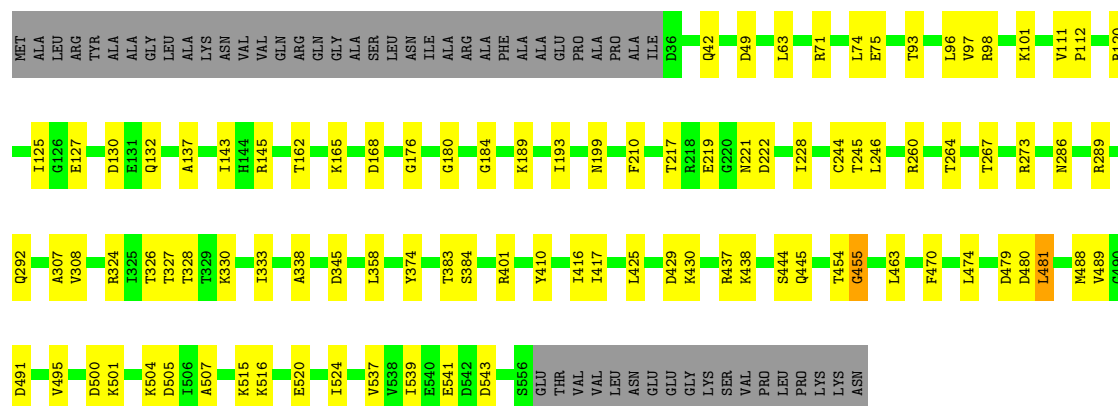 MET ALA LEU ARG TYR ALA ALA GLY LEU ALA LYS ASN VAL VAL GLN ARG GLN GLY ALA SER LEU ASN ILE ALA ARG ALA PHE ALA ALA GLU PRO ALA PRO ALA ILE D36 Q42 D49 L63 R71 L74 E75 T93 L96 V97 R98 K101 V111 P112
I125 G126 E127 D130 E131 Q132 A137 I143 H144 R145 T162 K165 D168 G176 G180 G184 K189 I193 N199 F210 T217 R218 E219 G220 N221 D222 I228 C244 T245 L246 R260 T264 T267 R273 N286 R289
Q292 A307 V308 R324 I325 T326 T327 T328 T329 K330 I333 A338 D345 L358 Y374 T383 S384 R401 Y410 I416 I417 L425 D429 K430 R437 K438 S444 Q445 T454 G455 L463 F470 L474 D479 D480 L481 M488 V489
D491 V495 D500 K501 K504 D505 I506 A507 K515 K516 E520 I524 V537 V538 I539 E540 E541 D542 D543 S556 GLU THR VAL VAL LEU ASN GLU GLU GLY LYS SER VAL PRO LEU PRO LYS LYS ASN